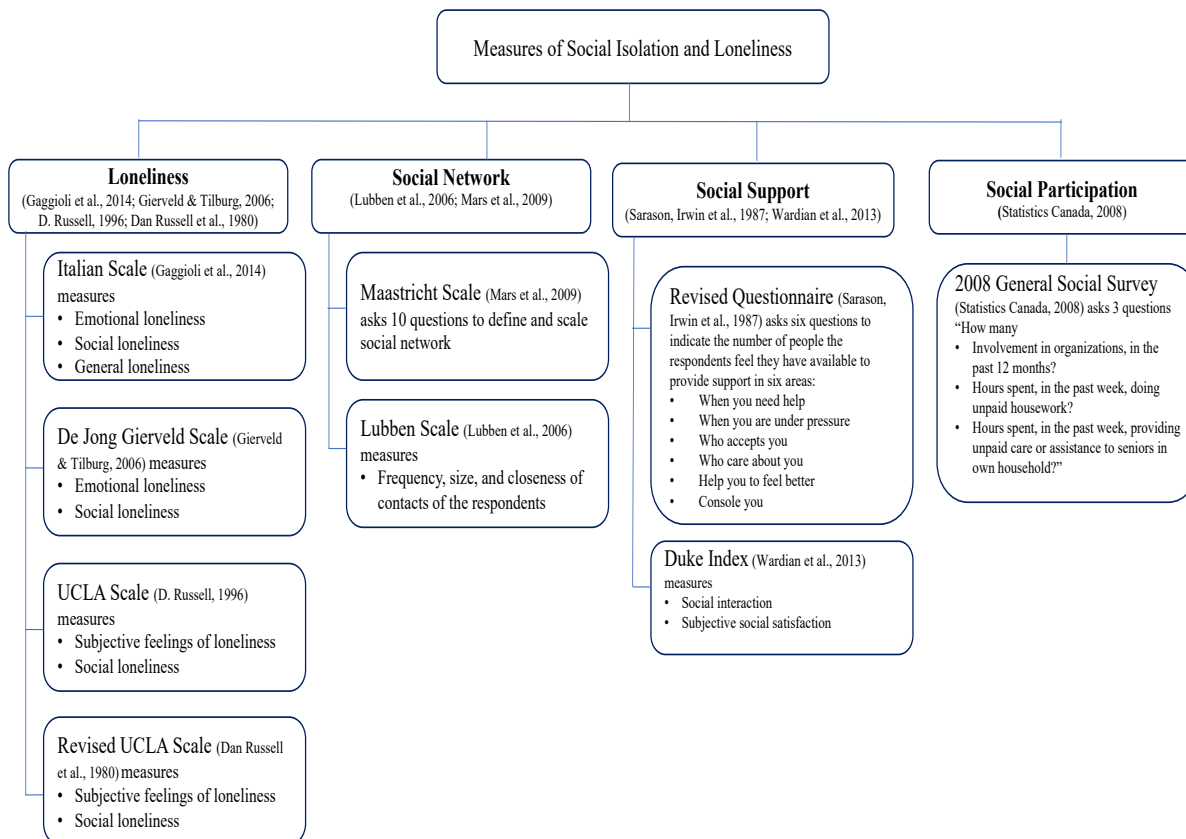 Measures of Social Isolation and Loneliness
Loneliness
(Gaggioli et al., 2014; Gierveld & Tilburg, 2006;
D. Russell, 1996; Dan Russell et al., 1980)
Italian Scale (Gaggioli et al., 2014)
measures
• Emotional loneliness
• Social loneliness
• General loneliness
De Jong Gierveld Scale (Gierveld
& Tilburg, 2006) measures
• Emotional loneliness
• Social loneliness
UCLA Scale (D. Russell, 1996)
measures
• Subjective feelings of loneliness
• Social loneliness
Revised UCLA Scale (Dan Russell
et al., 1980) measures
• Subjective feelings of loneliness
• Social loneliness
Social Network
(Lubben et al., 2006; Mars et al., 2009)
Maastricht Scale (Mars et al., 2009)
asks 10 questions to define and scale
social network
Lubben Scale (Lubben et al., 2006)
measures
• Frequency, size, and closeness of
contacts of the respondents
Social Support
(Sarason, Irwin et al., 1987; Wardian et al., 2013)
Revised Questionnaire (Sarason,
Irwin et al., 1987) asks six questions to
indicate the number of people the
respondents feel they have available to
provide support in six areas:
• When you need help
• When you are under pressure
• Who accepts you
• Who care about you
• Help you to feel better
• Console you
Duke Index (Wardian et al., 2013)
measures
• Social interaction
• Subjective social satisfaction
Social Participation
(Statistics Canada, 2008)
2008 General Social Survey
(Statistics Canada, 2008) asks 3 questions
“How many
• Involvement in organizations, in the
past 12 months?
• Hours spent, in the past week, doing
unpaid housework?
• Hours spent, in the past week, providing
unpaid care or assistance to seniors in
own household?”